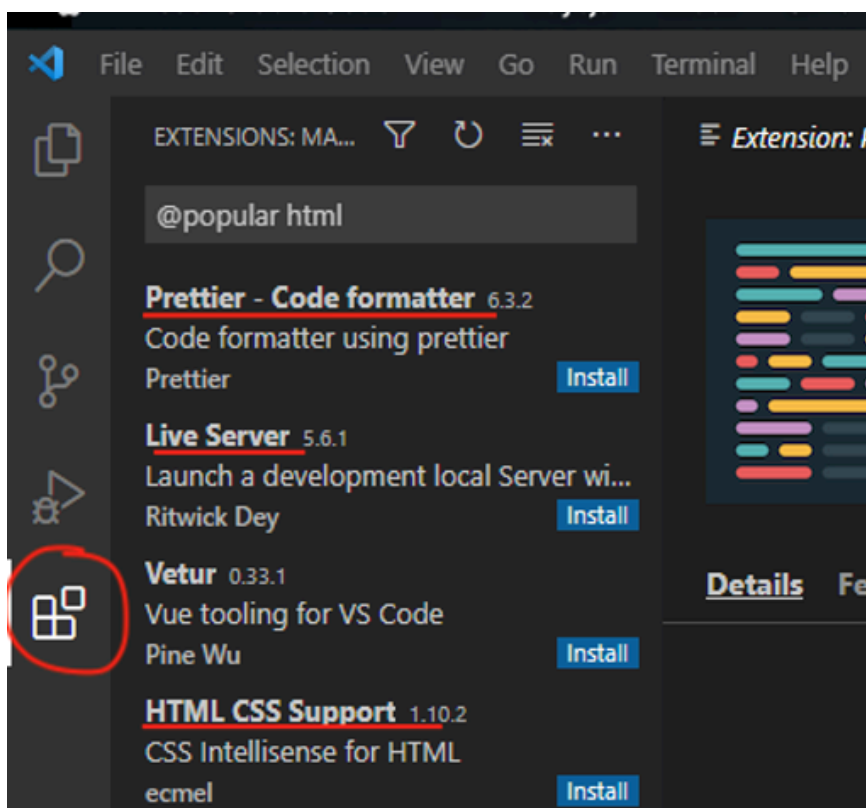 File Edit Selection View Go Run Terminal Help
EXTENSIONS: MA... ...
Extension:
@popular html
Prettier - Code formatter 6.3.2
Code formatter using prettier
Prettier Install
Live Server 5.6.1
Launch a development local Server wi...
Ritwick Dey Install
Vetur 0.33.1
Vue tooling for VS Code
Pine Wu Install
HTML CSS Support 1.10.2
CSS Intellisense for HTML
ecmel Install
Details Fe